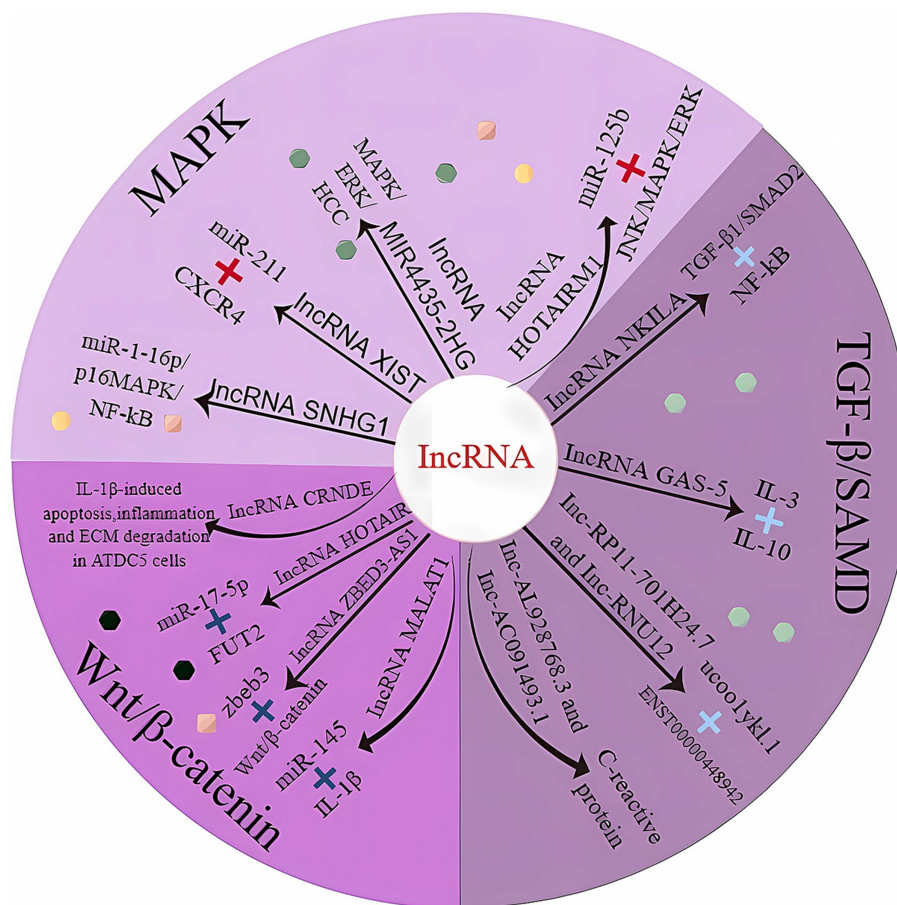 MAPK
miR-1-16p/
p16MAPK/
NF-kB
lncRNA SNHG1
miR-211
CXCR4
lncRNA XIST
MAPK/
ERK/
HCC
lncRNA
MIR4435-2HG
miR-125b
JNK/MAPK/ERK
lncRNA
HOTAIRM1
TGF-β/SAMD
TGF-β1/SMAD2
NF-kB
lncRNA NKILA
lncRNA GAS-5
IL-3
IL-10
lnc-RP11-701H24.7
and lnc-RNU12
ucoo1ykl.1
ENST00000448942
lnc-AL928768.3 and
lnc-AC091493.1
C-reactive
protein
lncRNA
Wnt/β-catenin
lncRNA CRNDE
IL-1β-induced
apoptosis,inflammation
and ECM degradation
in ATDC5 cells
lncRNA HOTAIR
miR-17-5p
FUT2
lncRNA ZBED3-AS1
zbeb3
Wnt/β-catenin
lncRNA MALAT1
miR-145
IL-1β